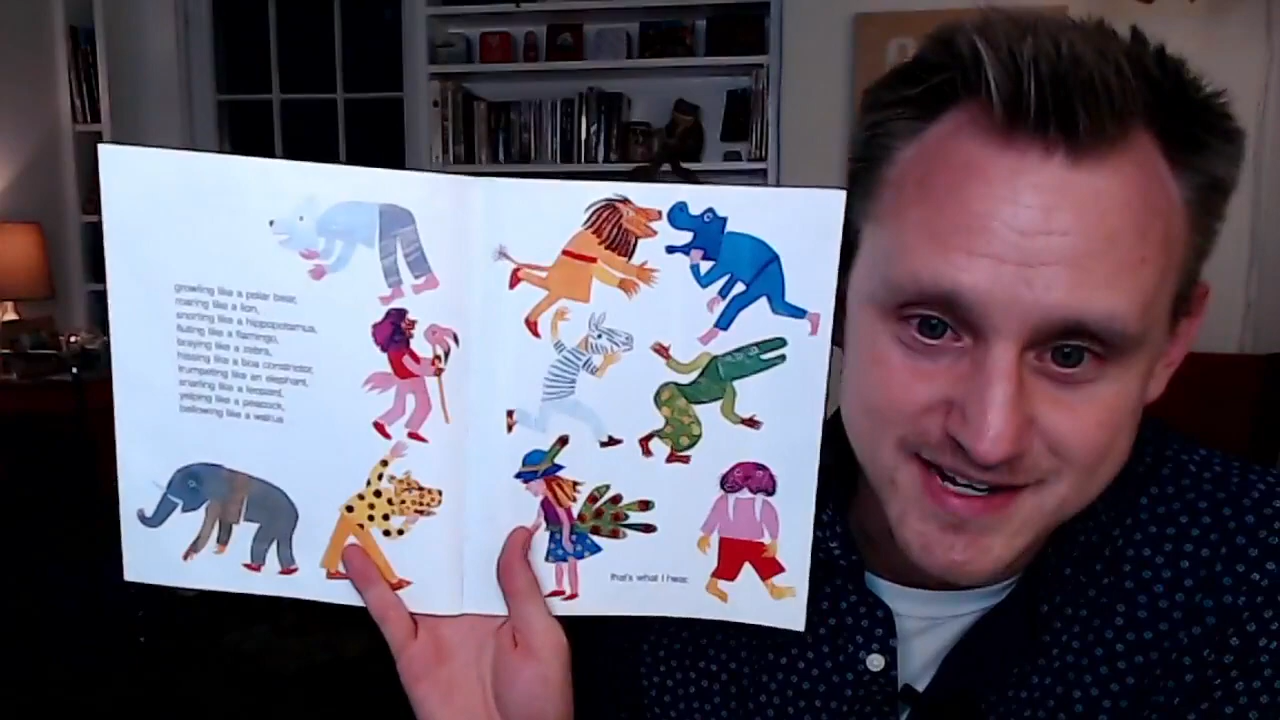 growling like a polar bear,
roaring like a lion,
snorting like a hippopotamus,
fluting like a flamingo,
braying like a zebra,
hissing like a boa constrictor,
trumpeting like an elephant,
snarling like a leopard,
yelping like a peacock,
bellowing like a walrus
that's what I hear.